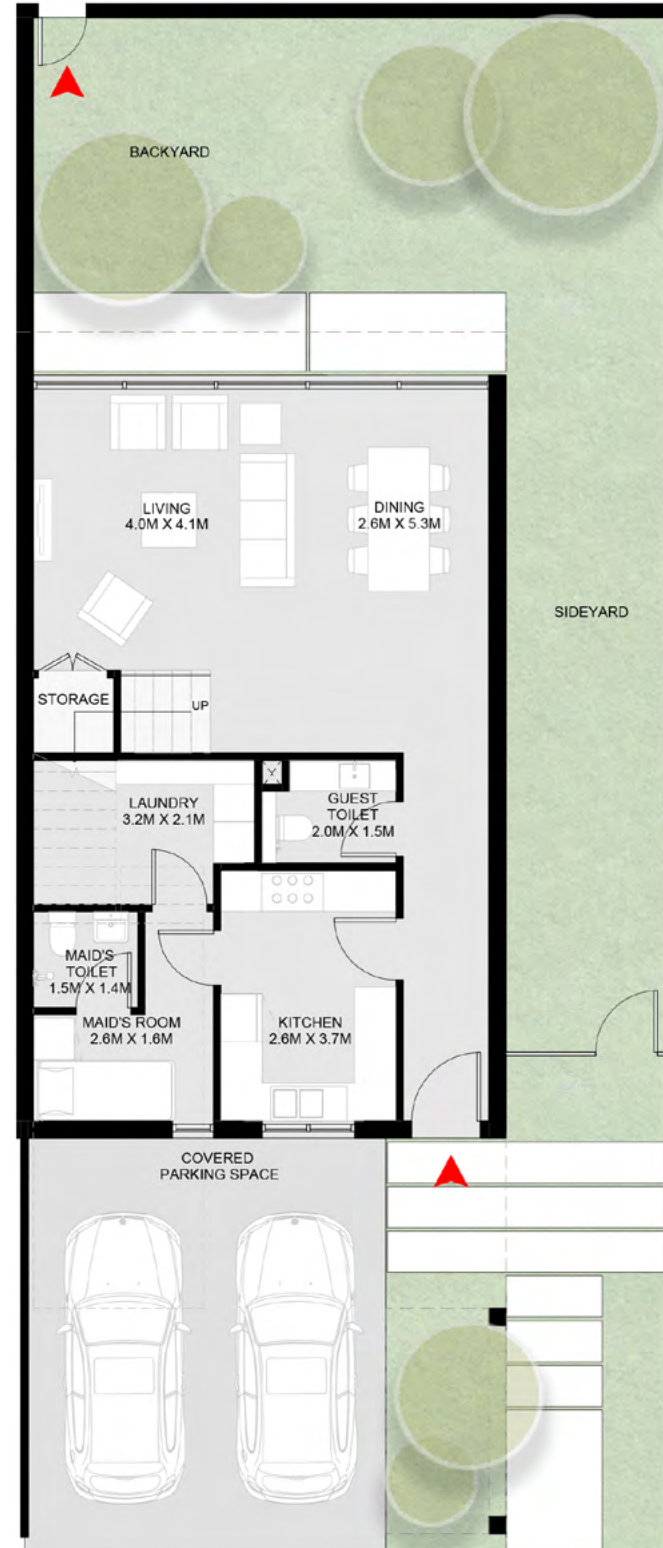 BACKYARD
LIVING
4.0M X 4.1M
DINING
2.6M X 5.3M
SIDEYARD
STORAGE
UP
LAUNDRY
3.2M X 2.1M
GUEST
TOILET
2.0M X 1.5M
MAID'S
TOILET
1.5M X 1.4M
MAID'S ROOM
2.6M X 1.6M
KITCHEN
2.6M X 3.7M
COVERED
PARKING SPACE